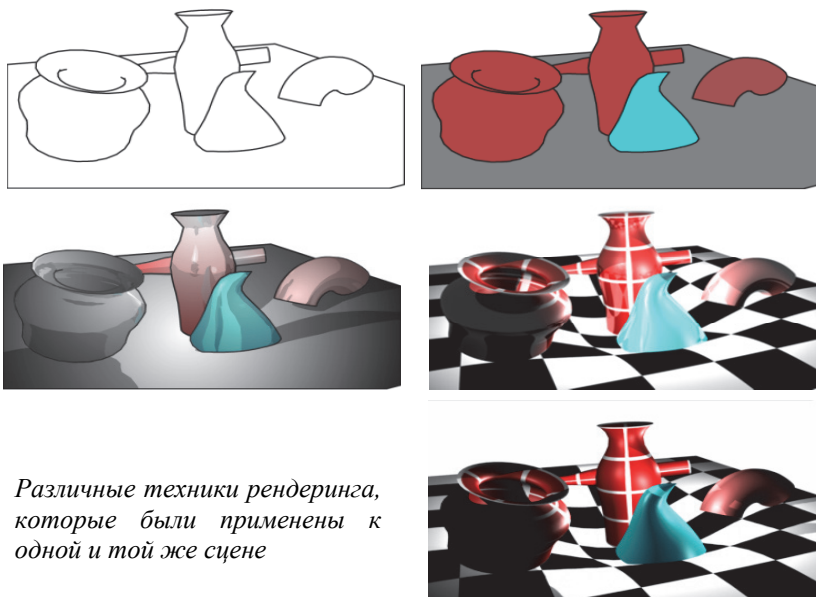 Различные техники рендеринга,
которые были применены к
одной и той же сцене